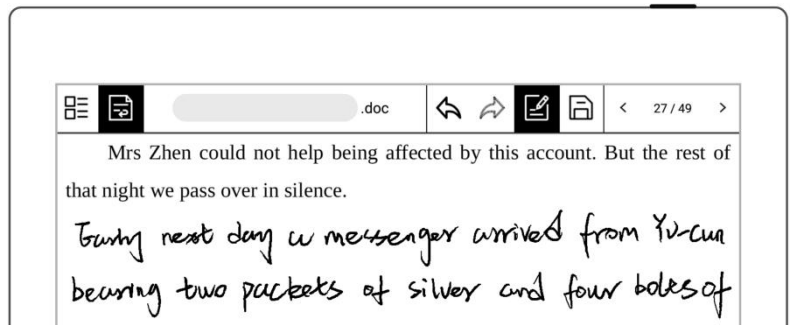 .doc
27 / 49
Mrs Zhen could not help being affected by this account. But the rest of
that night we pass over in silence.
Early next day a messenger arrived from Yu-cun
bearing two packets of silver and four boltes of